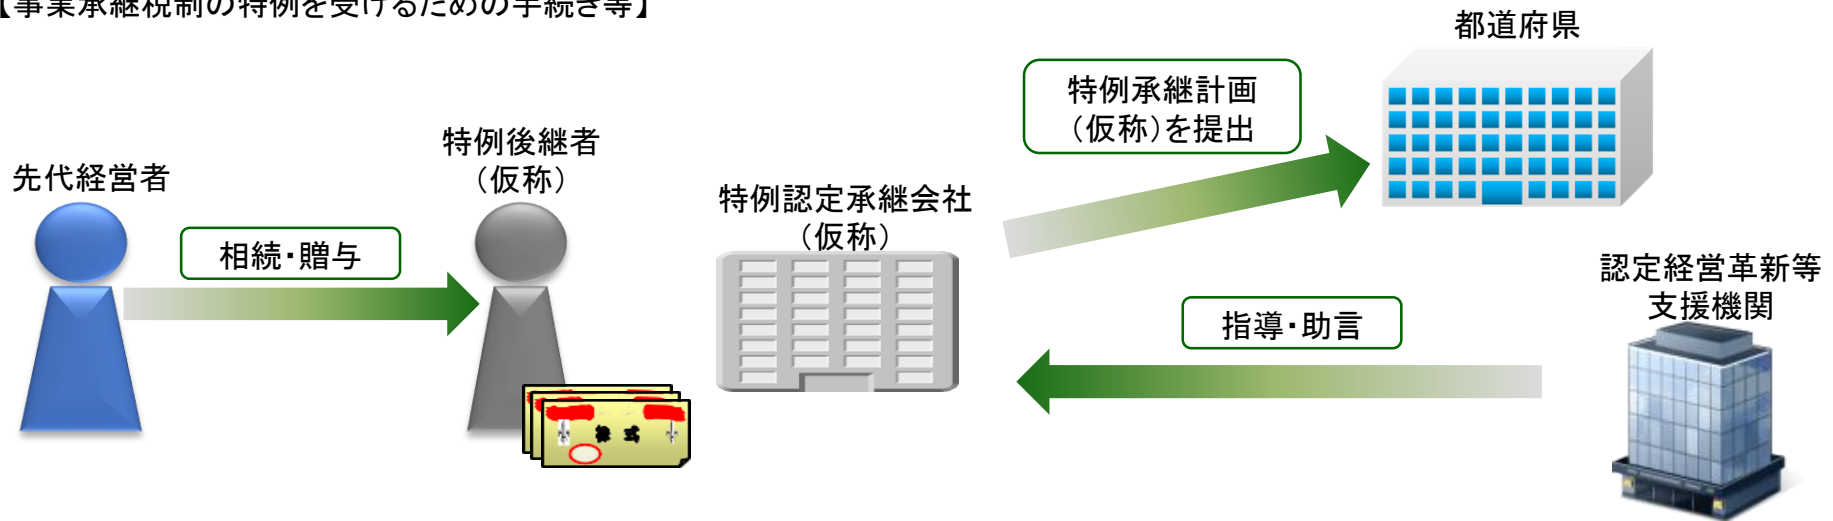 【事業承継税制の特例を受けるための手続き等】
都道府県
特例承継計画
（仮称）を提出
特例後継者
（仮称）
先代経営者
特例認定承継会社
（仮称）
相続・贈与
認定経営革新等
支援機関
指導・助言
株式